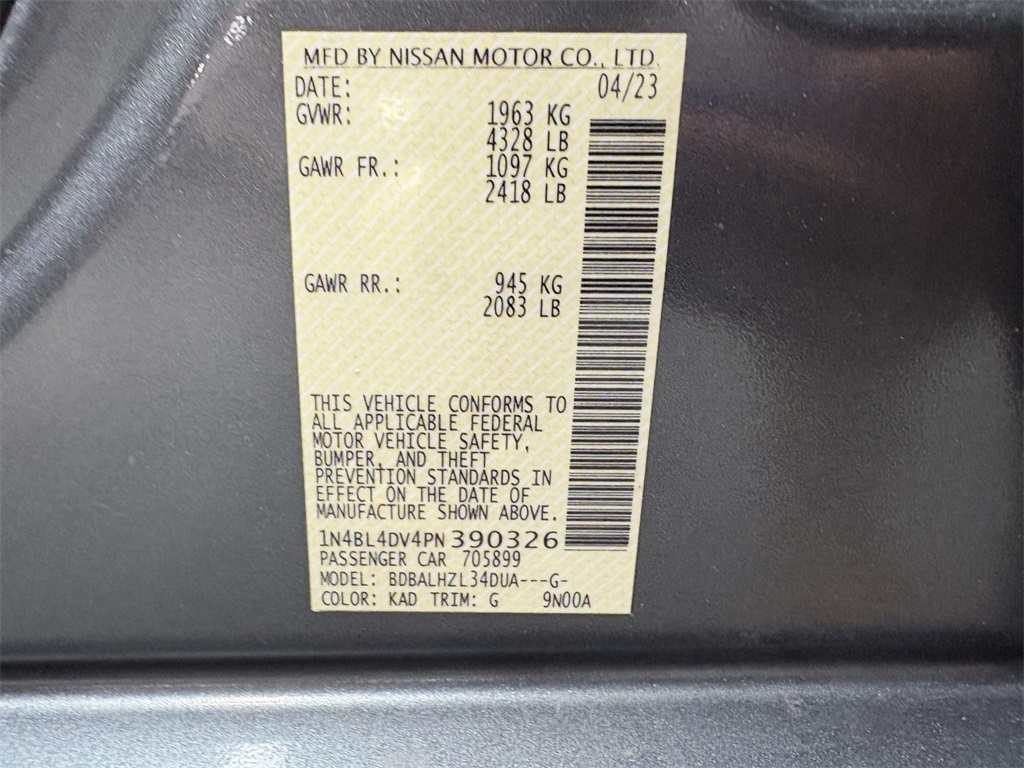 MFD BY NISSAN MOTOR CO., LTD.
DATE: 04/23
GVWR: 1963 KG
4328 LB
GAWR FR.: 1097 KG
2418 LB
GAWR RR.: 945 KG
2083 LB
THIS VEHICLE CONFORMS TO
ALL APPLICABLE FEDERAL
MOTOR VEHICLE SAFETY,
BUMPER, AND THEFT
PREVENTION STANDARDS IN
EFFECT ON THE DATE OF
MANUFACTURE SHOWN ABOVE.
1N4BL4DV4PN390326
PASSENGER CAR 705899
MODEL: BDBALHZL34DUA---G-
COLOR: KAD TRIM: G 9N00A